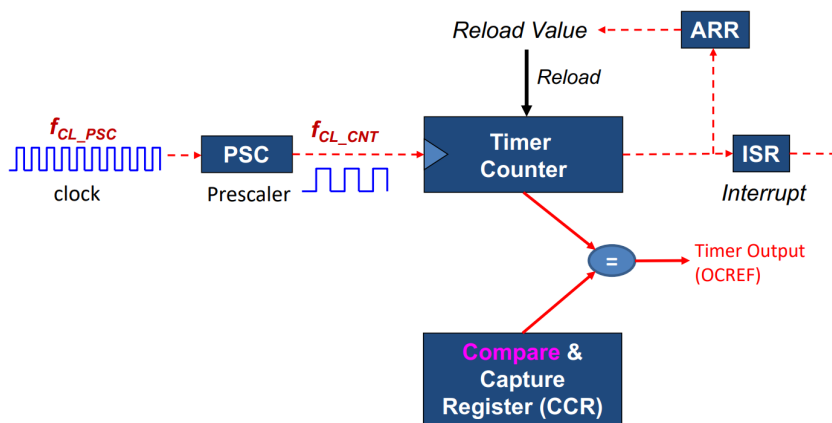 Reload Value
ARR
Reload
f_CL_PSC
f_CL_CNT
PSC
Timer
Counter
ISR
clock
Prescaler
Interrupt
=
Timer Output
(OCREF)
Compare &
Capture
Register (CCR)